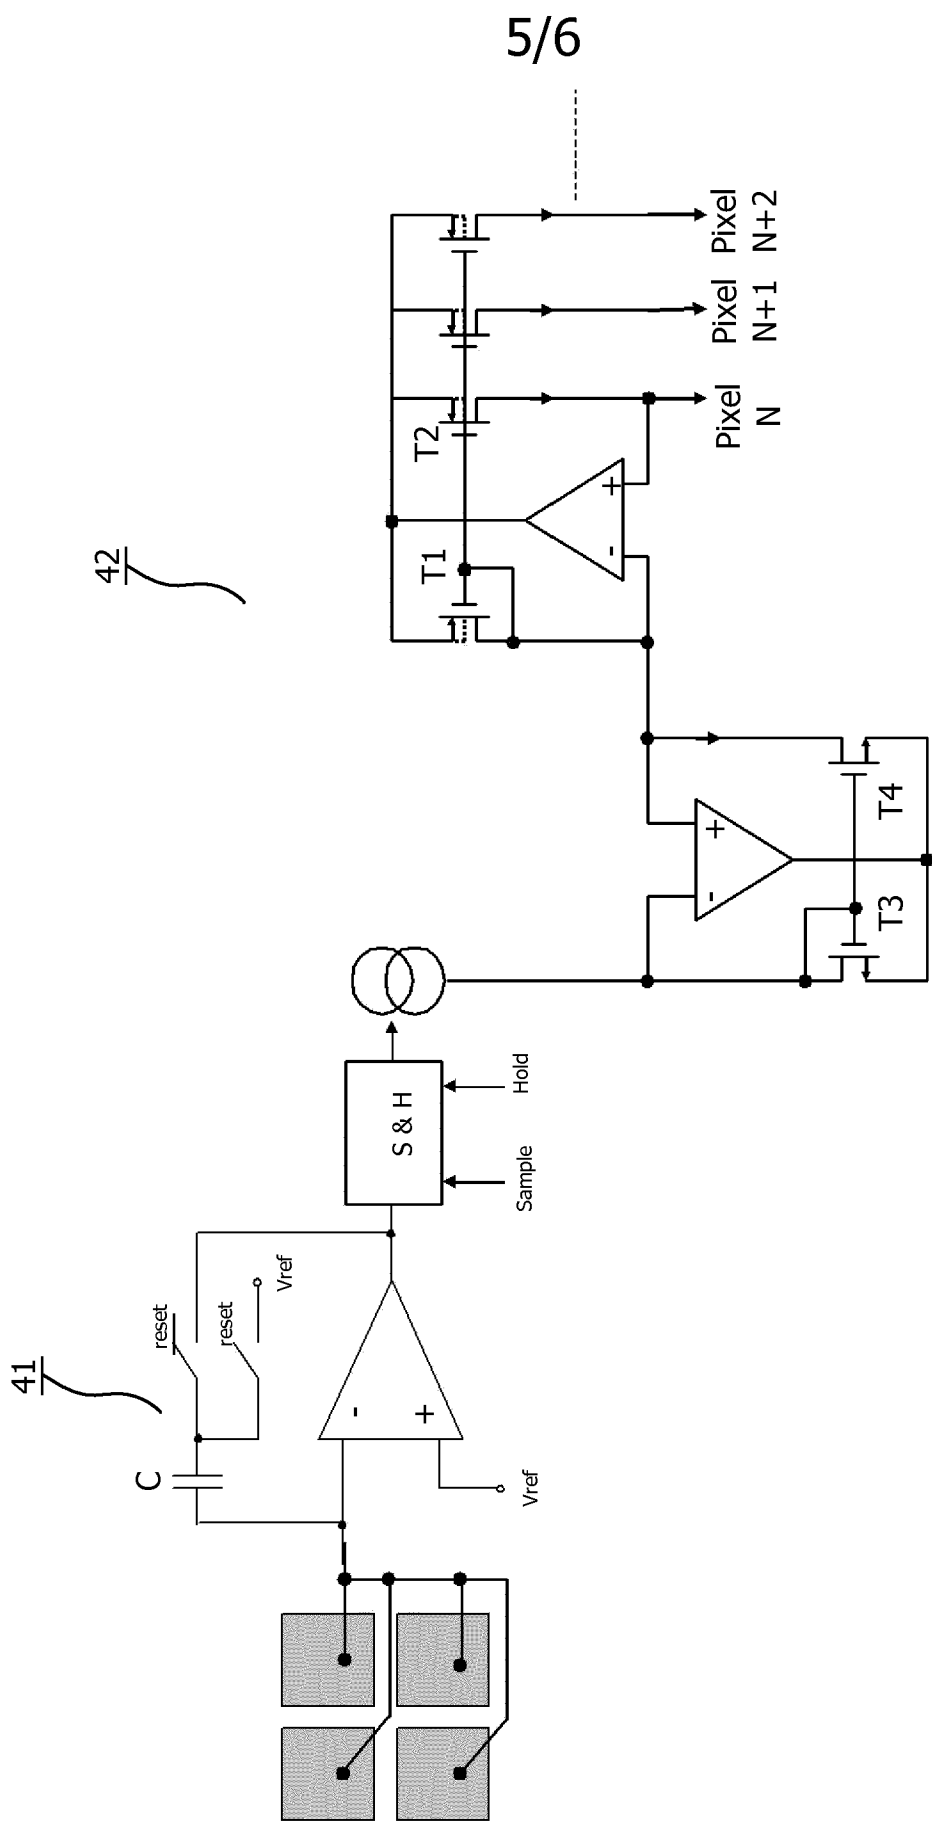 5/6
42
T2
T1
+
-
Pixel
N
Pixel
N+1
Pixel
N+2
+
-
T4
T3
S & H
Hold
Sample
41
reset
reset
Vref
C
-
+
Vref